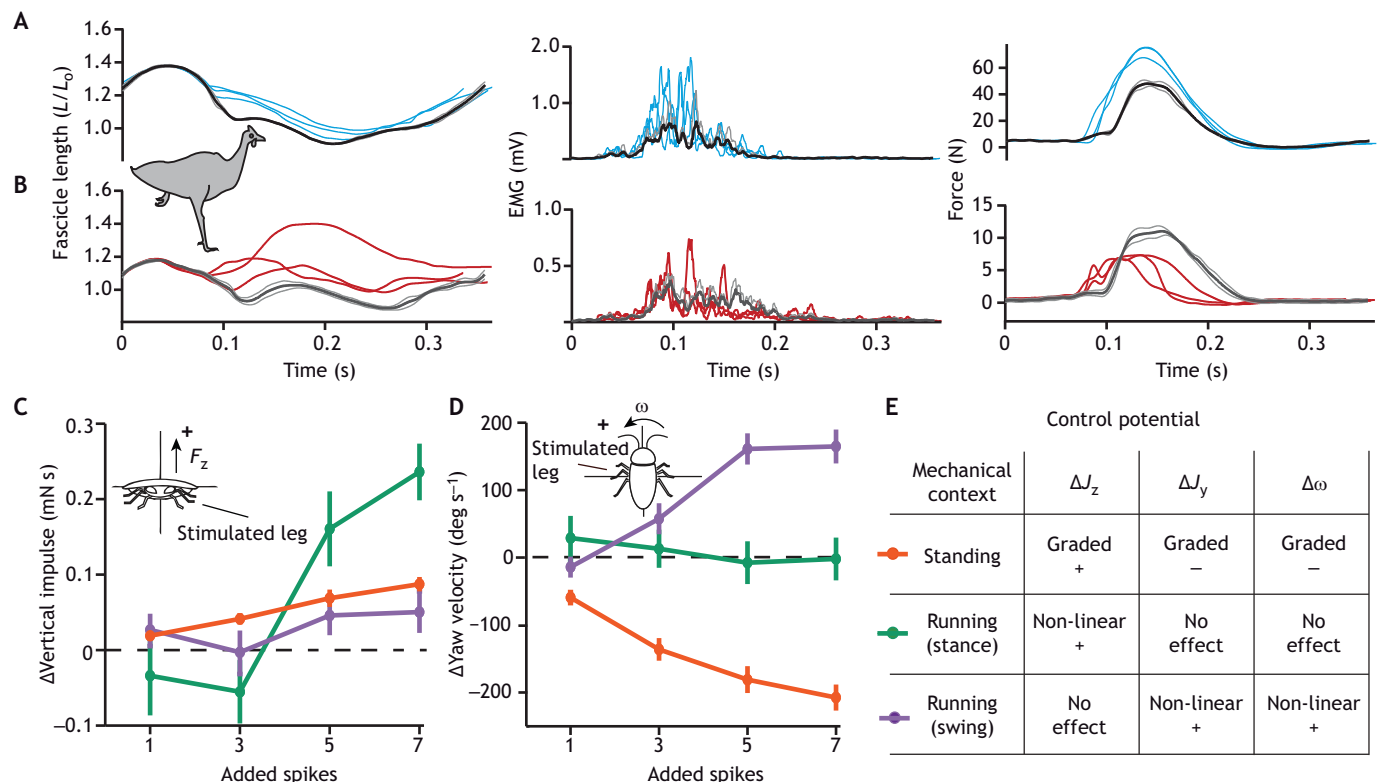 A
Fascicle length (L/Lo)
1.6
1.4
1.2
1.0
EMG (mV)
2.0
1.0
Force (N)
60
40
20
0
B
1.6
1.4
1.2
1.0
0
0.1
0.2
0.3
Time (s)
1.0
0.5
0
0.1
0.2
0.3
Time (s)
15
10
5
0
0
0.1
0.2
0.3
Time (s)
C
ΔVertical impulse (mN s)
0.3
0.2
0.1
0
–0.1
+
Fz
Stimulated leg
1
3
5
7
Added spikes
D
ΔYaw velocity (deg s–1)
200
100
0
–100
–200
ω
+
Stimulated
leg
1
3
5
7
Added spikes
E
Control potential
Mechanical
context
ΔJz
ΔJy
Δω
Standing
Graded
+
Graded
–
Graded
–
Running
(stance)
Non-linear
+
No
effect
No
effect
Running
(swing)
No
effect
Non-linear
+
Non-linear
+